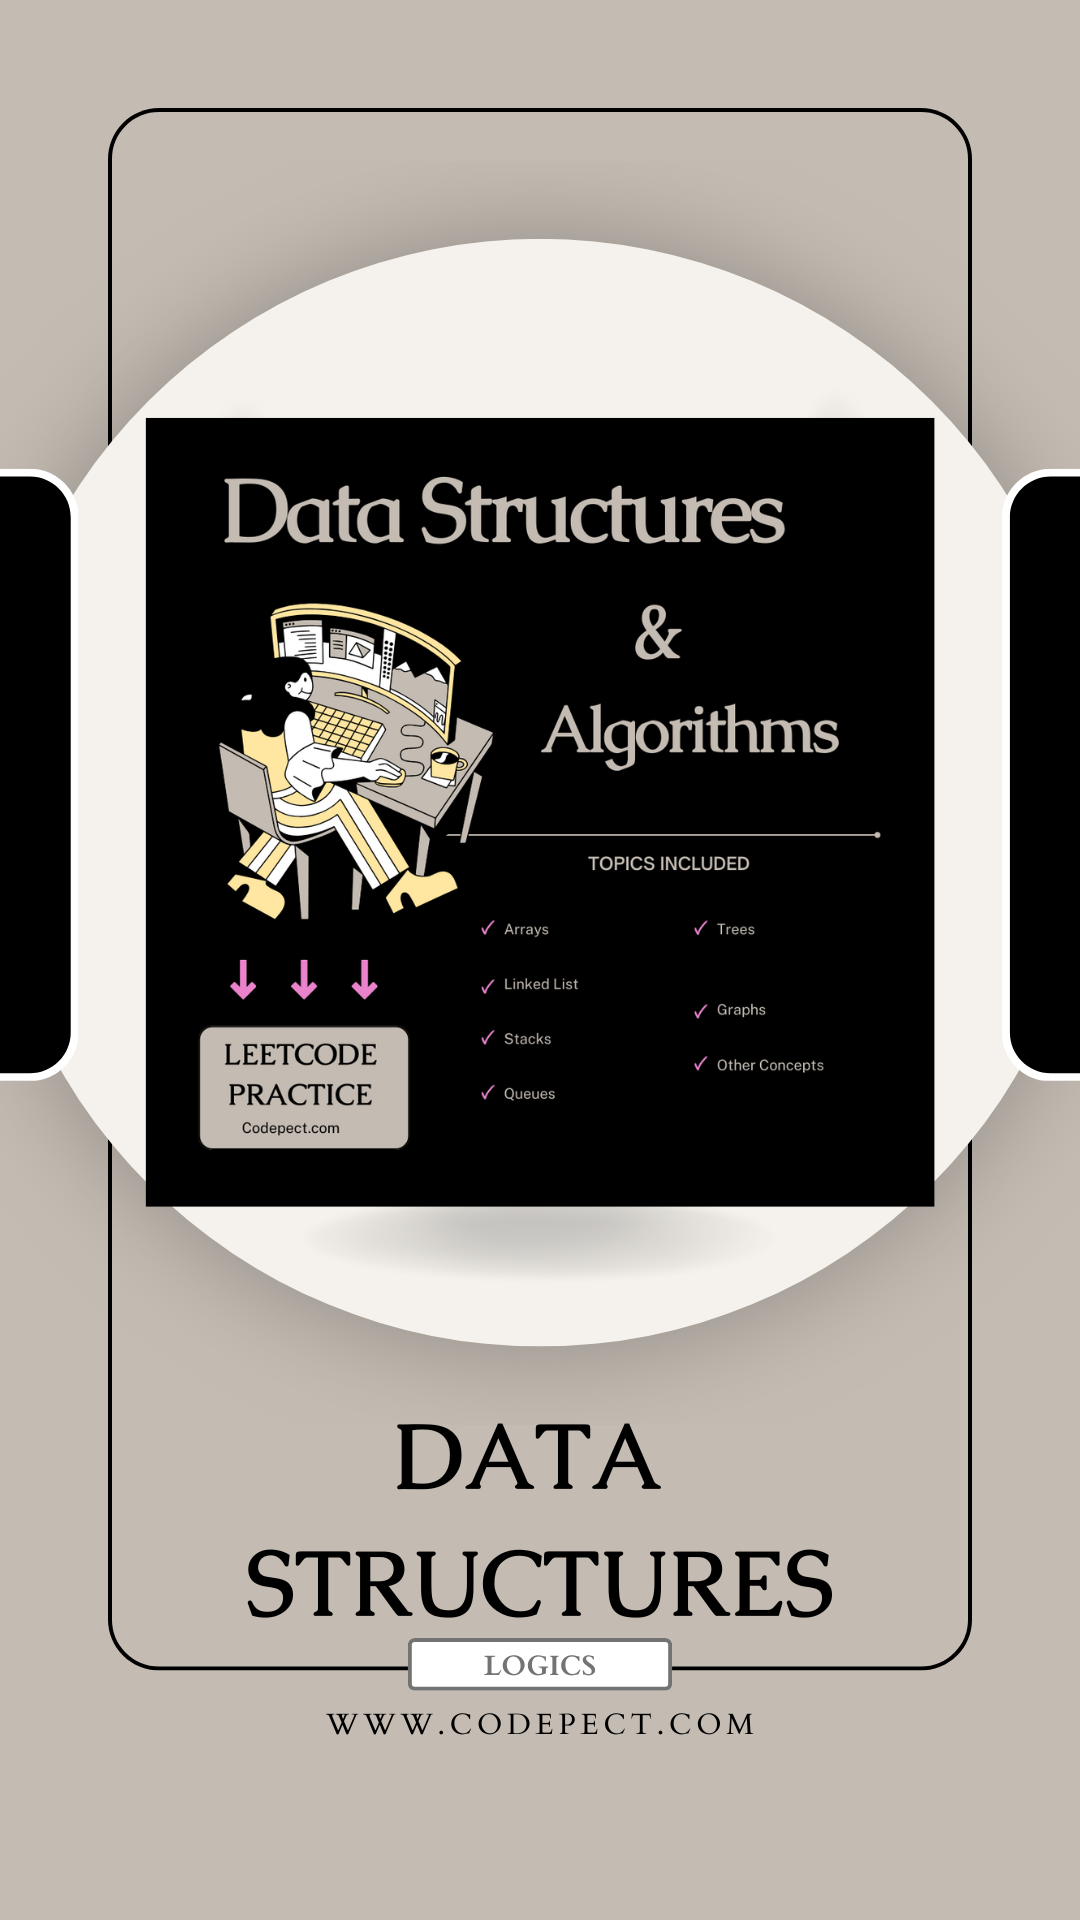 Data Structures
&
Algorithms
TOPICS INCLUDED
Arrays
Linked List
Stacks
Queues
Trees
Graphs
Other Concepts
LEETCODE
PRACTICE
Codepect.com
DATA
STRUCTURES
LOGICS
WWW.CODEPECT.COM